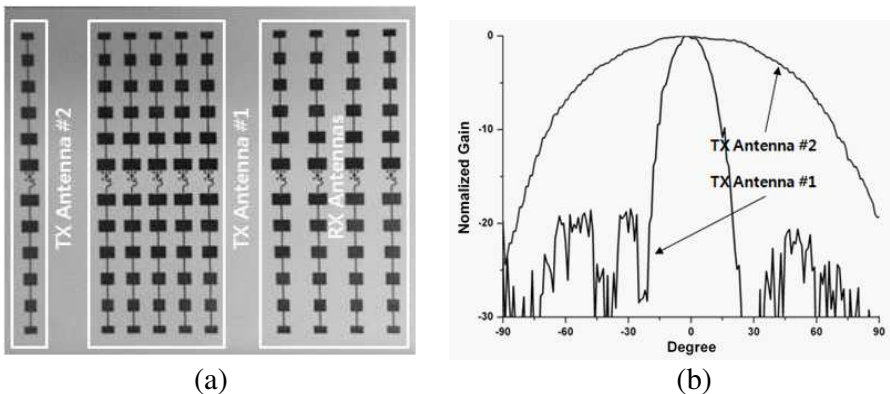 TX Antenna #2
TX Antenna #1
RX Antennas
(a)
Nomalized Gain
0
-10
-20
-30
-90
-60
-30
0
30
60
90
Degree
TX Antenna #2
TX Antenna #1
(b)